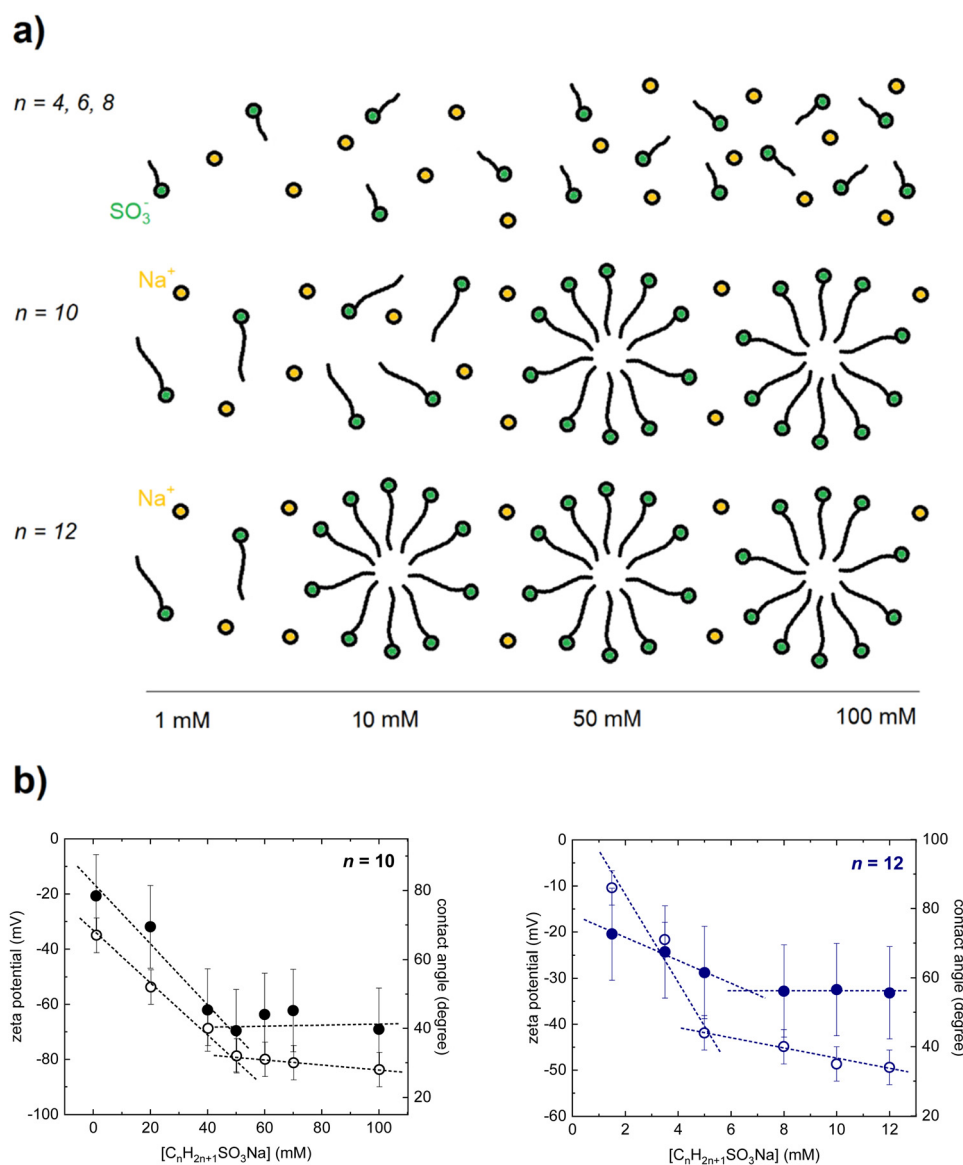 a)
n = 4, 6, 8
SO₃⁻
Na⁺
n = 10
Na⁺
n = 12
1 mM 10 mM 50 mM 100 mM
b)
n = 10
zeta potential (mV)
0
-20
-40
-60
-80
-100
contact angle (degree)
80
60
40
20
0 20 40 60 80 100
[CₙH₂ₙ₊₁SO₃Na] (mM)
n = 12
zeta potential (mV)
0
-10
-20
-30
-40
-50
-60
contact angle (degree)
100
80
60
40
20
0 2 4 6 8 10 12
[CₙH₂ₙ₊₁SO₃Na] (mM)